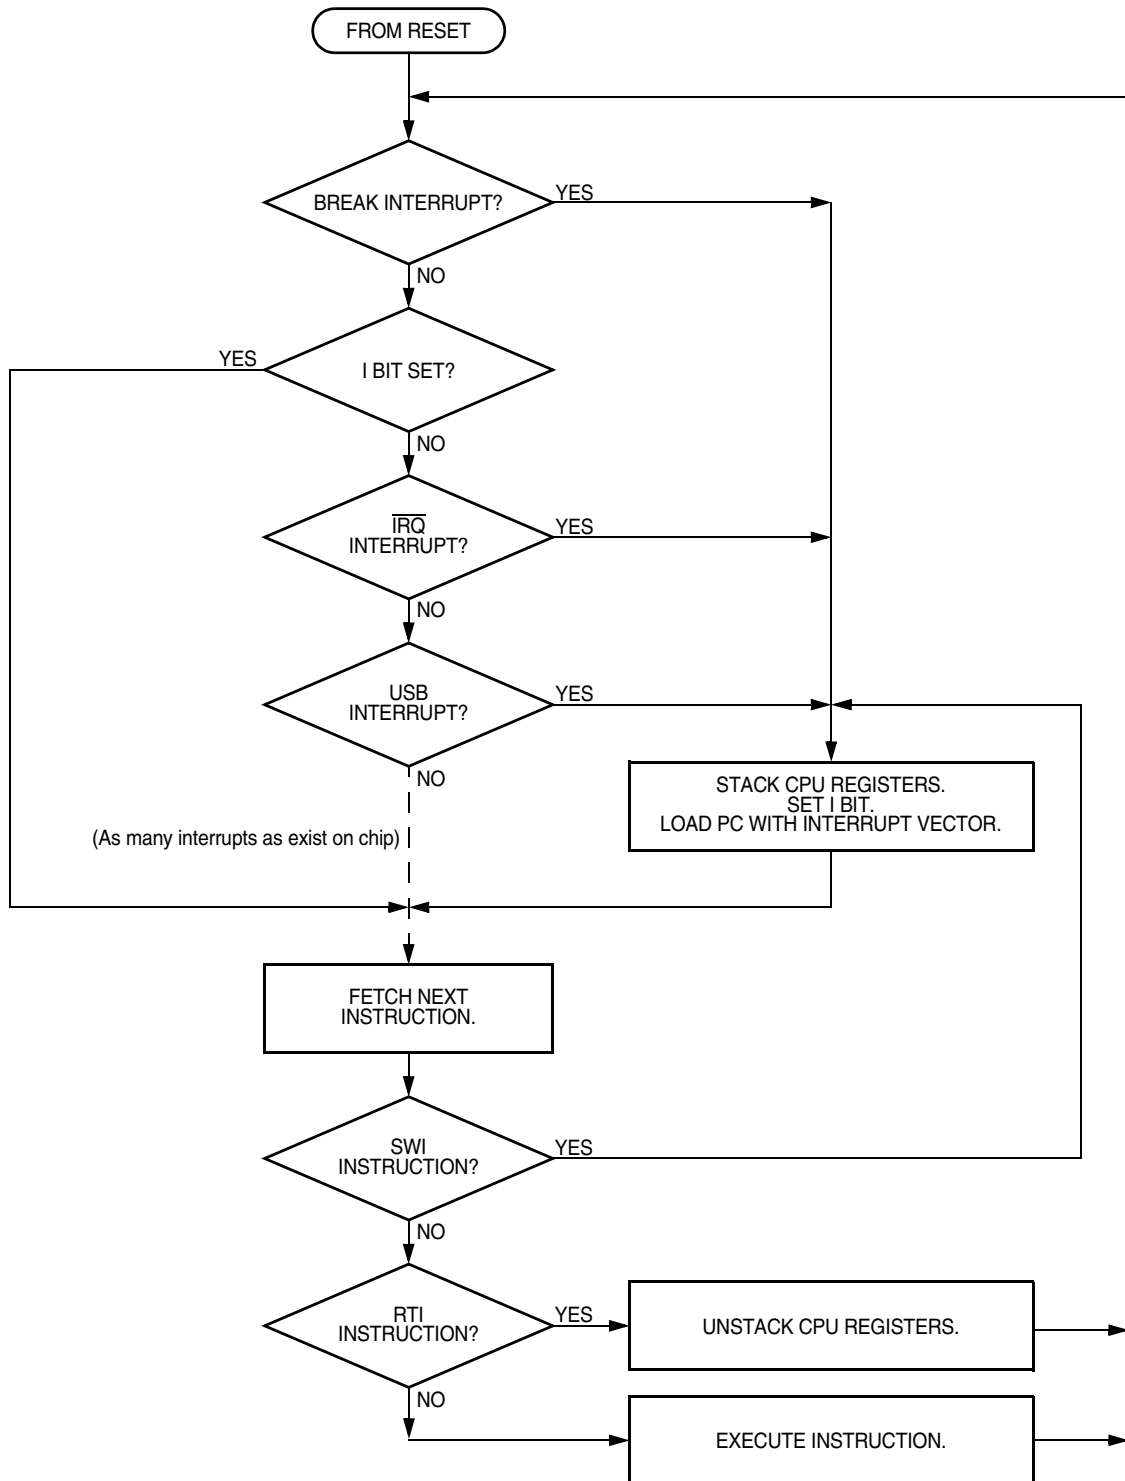 FROM RESET
BREAK INTERRUPT?
YES
NO
YES
I BIT SET?
NO
IRQ
INTERRUPT?
YES
NO
USB
INTERRUPT?
YES
NO
STACK CPU REGISTERS.
SET I BIT.
LOAD PC WITH INTERRUPT VECTOR.
(As many interrupts as exist on chip)
FETCH NEXT
INSTRUCTION.
SWI
INSTRUCTION?
YES
NO
RTI
INSTRUCTION?
YES
UNSTACK CPU REGISTERS.
NO
EXECUTE INSTRUCTION.